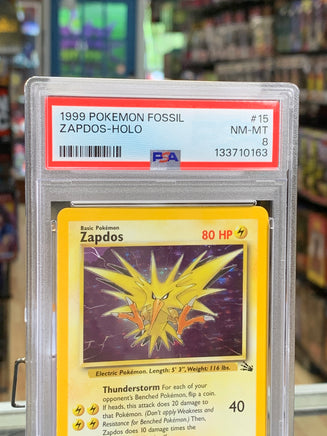 1999 POKEMON FOSSIL #15
ZAPDOS-HOLO NM-MT
8
PSA 133710163
Basic Pokémon
Zapdos 80 HP
Electric Pokémon. Length: 5' 3", Weight: 116 lbs.
Thunderstorm For each of your
opponent's Benched Pokémon, flip a coin.
If heads, this attack does 20 damage to
that Pokémon. (Don't apply Weakness and
Resistance for Benched Pokémon.) Then,
Zapdos does 10 damage times the
40